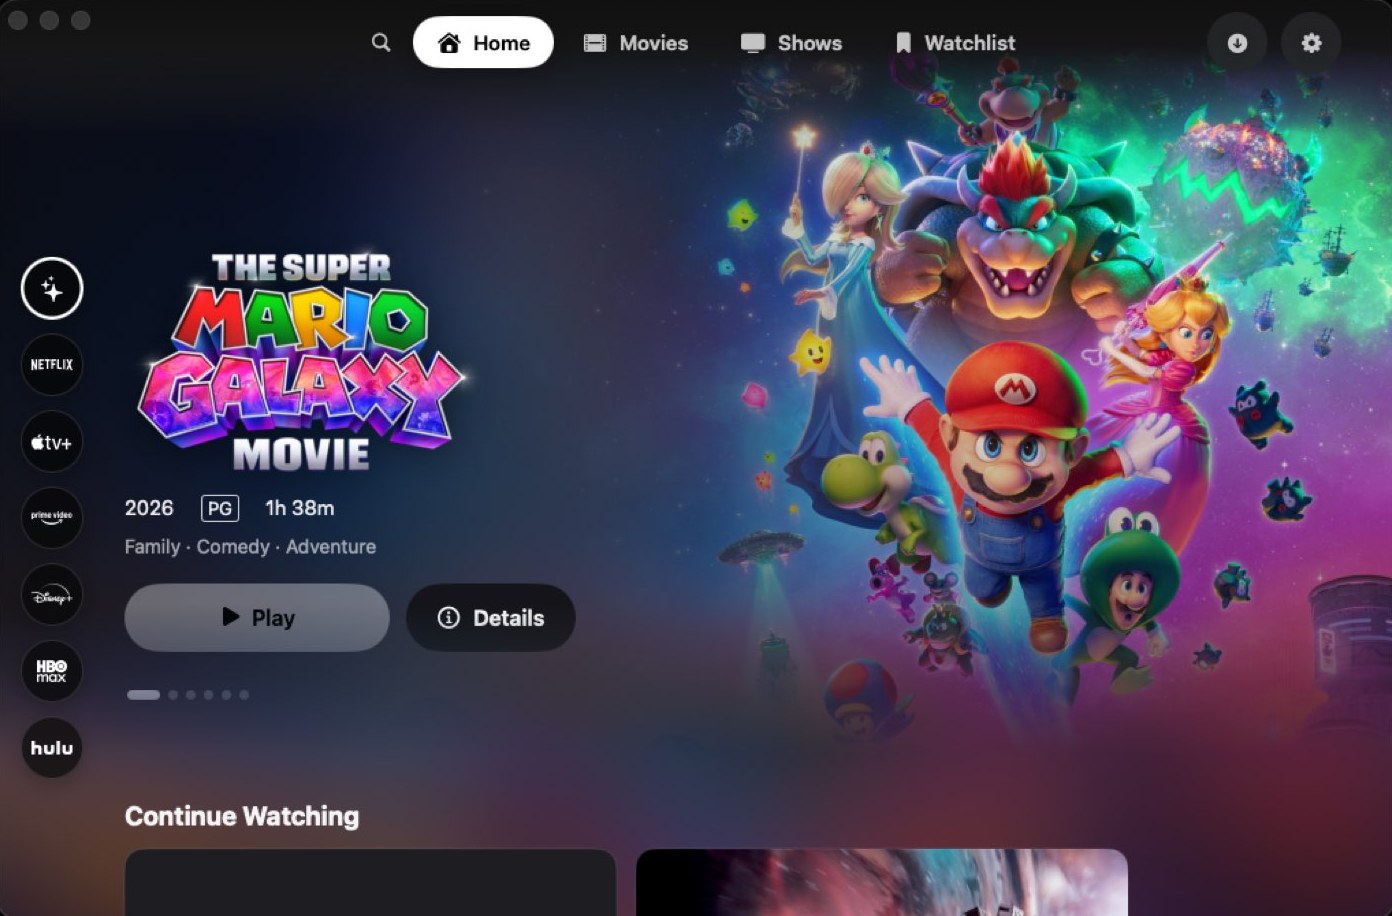 Home
Movies
Shows
Watchlist
THE SUPER
MARIO
GALAXY
MOVIE
NETFLIX
tv+
prime video
Disney+
HBO
max
hulu
2026 PG 1h 38m
Family · Comedy · Adventure
Play
Details
Continue Watching